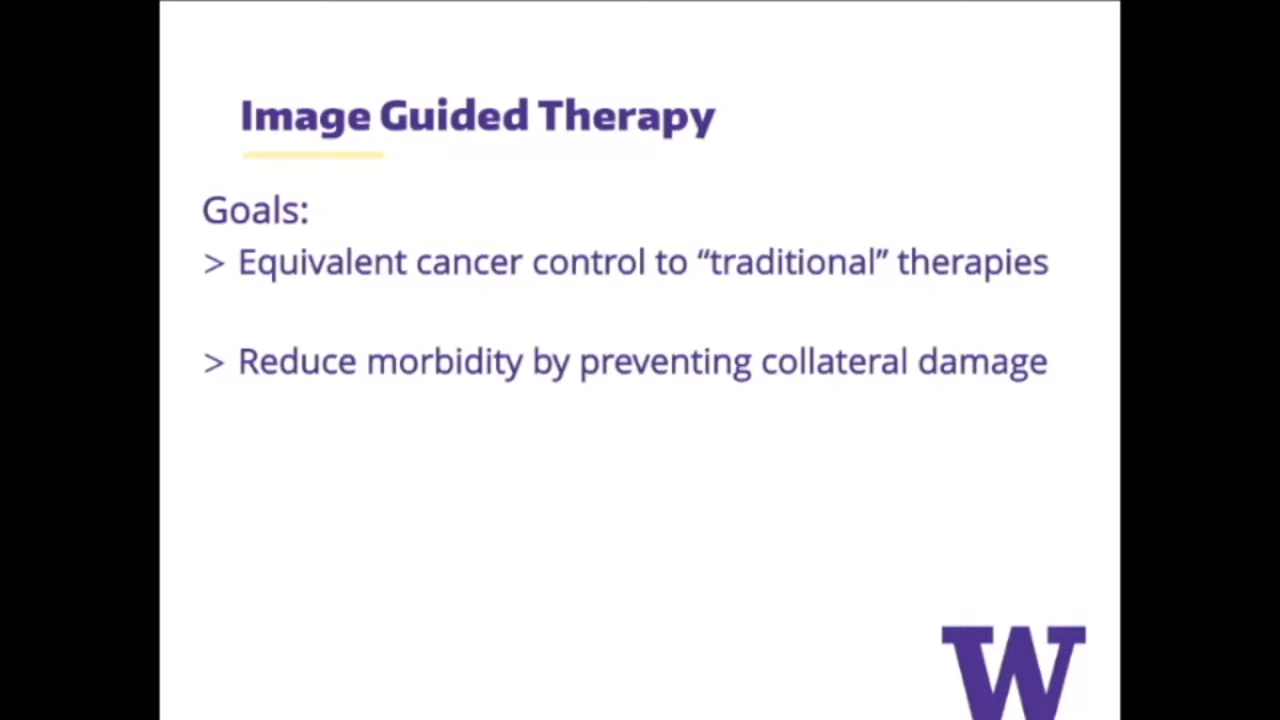 Image Guided Therapy
Goals:
> Equivalent cancer control to “traditional” therapies
> Reduce morbidity by preventing collateral damage
W